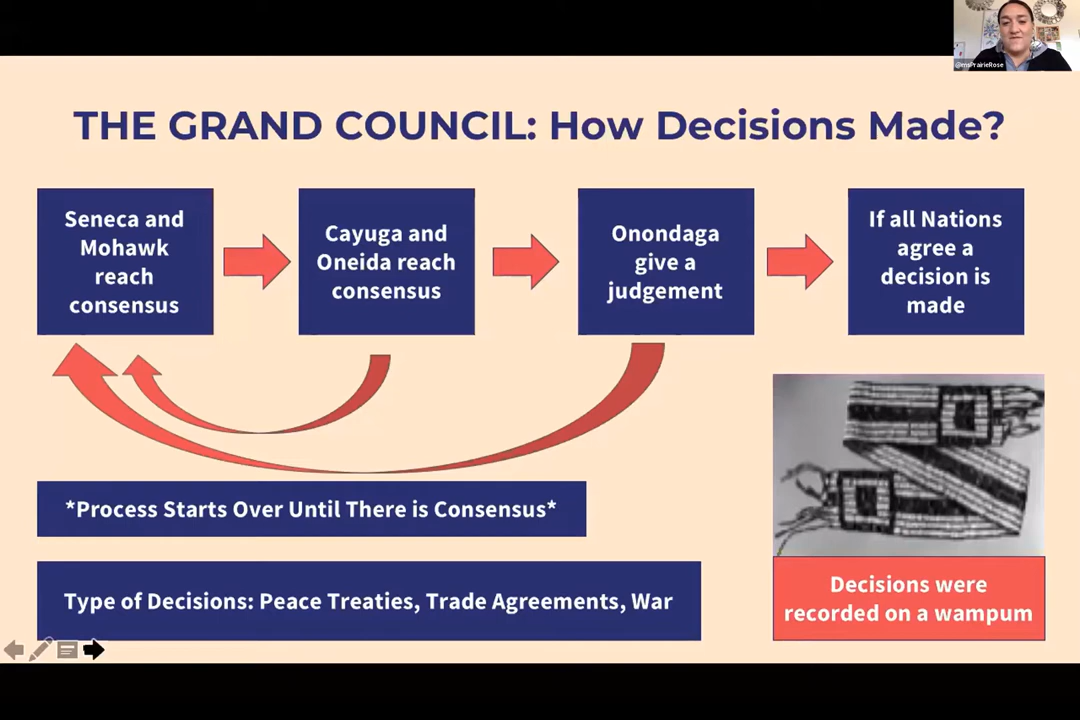 @msPrairieRose
THE GRAND COUNCIL: How Decisions Made?
Seneca and
Mohawk
reach
consensus
Cayuga and
Oneida reach
consensus
Onondaga
give a
judgement
If all Nations
agree a
decision is
made
*Process Starts Over Until There is Consensus*
Type of Decisions: Peace Treaties, Trade Agreements, War
Decisions were
recorded on a wampum